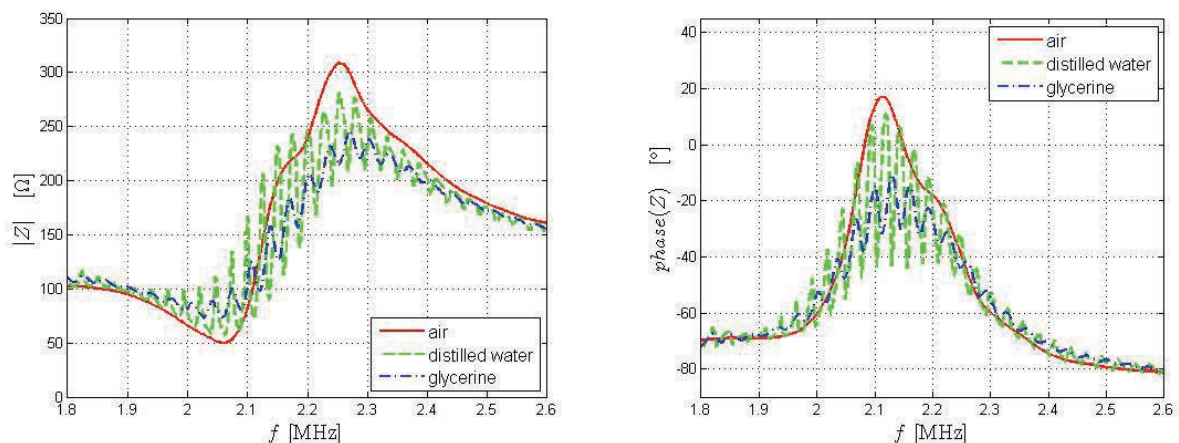 350
300
250
200
150
100
50
0
|Z| [Ω]
1.8 1.9 2 2.1 2.2 2.3 2.4 2.5 2.6
f [MHz]
air
distilled water
glycerine
40
20
0
-20
-40
-60
-80
phase(Z) [°]
1.8 1.9 2 2.1 2.2 2.3 2.4 2.5 2.6
f [MHz]
air
distilled water
glycerine